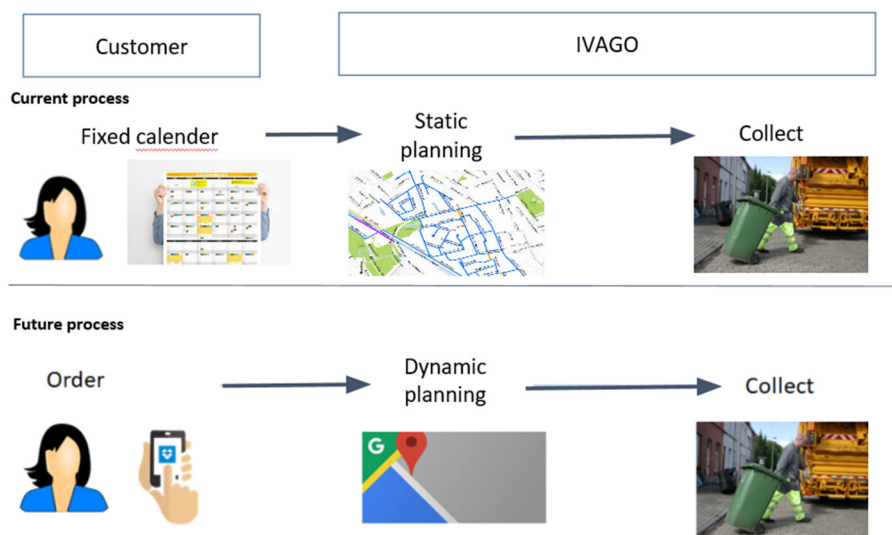 Customer
IVAGO
Current process
Fixed calender
Static
planning
Collect
Future process
Order
Dynamic
planning
Collect
G